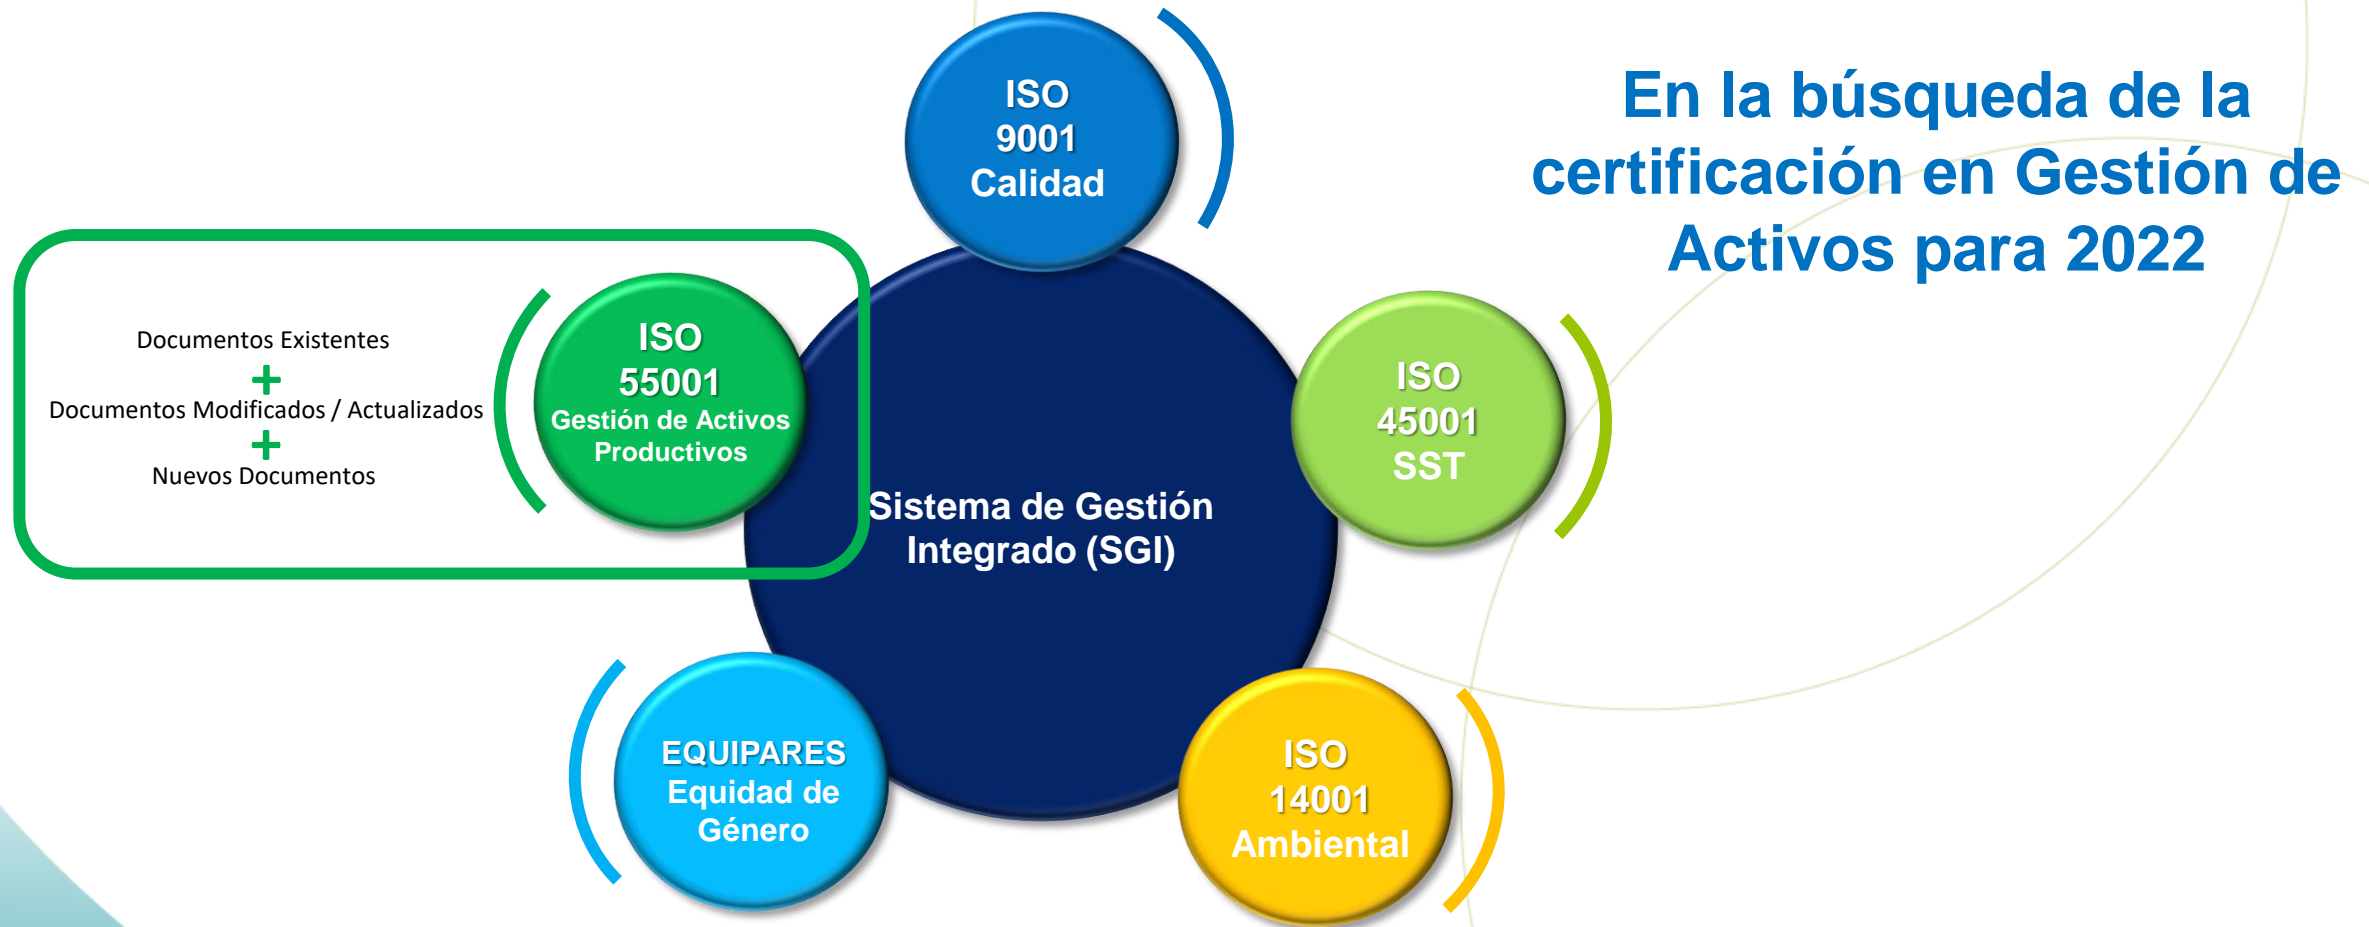 En la búsqueda de la
certificación en Gestión de
Activos para 2022
ISO
9001
Calidad
Documentos Existentes
+
Documentos Modificados / Actualizados
+
Nuevos Documentos
ISO
55001
Gestión de Activos
Productivos
ISO
45001
SST
Sistema de Gestión
Integrado (SGI)
EQUIPARES
Equidad de
Género
ISO
14001
Ambiental